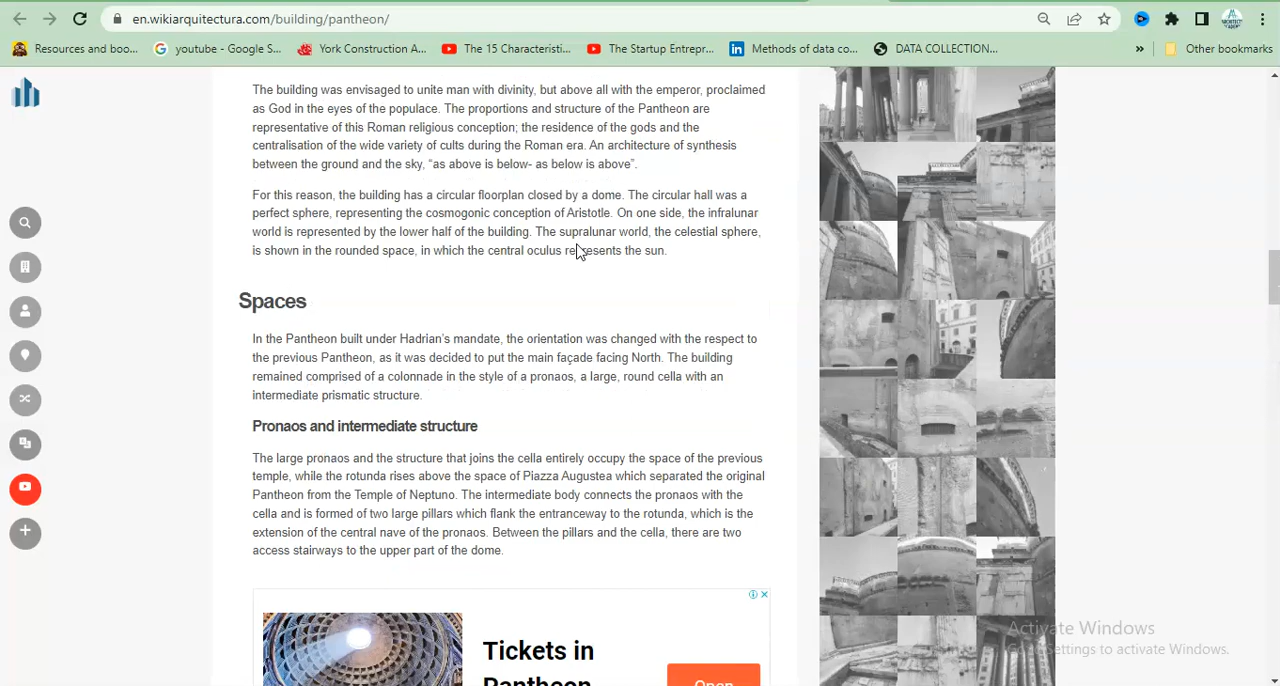 en.wikiarquitectura.com/building/pantheon/
Resources and boo... youtube - Google S... York Construction A... The 15 Characteristi... The Startup Entrepr... Methods of data co... DATA COLLECTION... » Other bookmarks
The building was envisaged to unite man with divinity, but above all with the emperor, proclaimed
as God in the eyes of the populace. The proportions and structure of the Pantheon are
representative of this Roman religious conception; the residence of the gods and the
centralisation of the wide variety of cults during the Roman era. An architecture of synthesis
between the ground and the sky, “as above is below- as below is above”.
For this reason, the building has a circular floorplan closed by a dome. The circular hall was a
perfect sphere, representing the cosmogonic conception of Aristotle. On one side, the infralunar
world is represented by the lower half of the building. The supralunar world, the celestial sphere,
is shown in the rounded space, in which the central oculus represents the sun.
Spaces
In the Pantheon built under Hadrian’s mandate, the orientation was changed with the respect to
the previous Pantheon, as it was decided to put the main façade facing North. The building
remained comprised of a colonnade in the style of a pronaos, a large, round cella with an
intermediate prismatic structure.
Pronaos and intermediate structure
The large pronaos and the structure that joins the cella entirely occupy the space of the previous
temple, while the rotunda rises above the space of Piazza Augustea which separated the original
Pantheon from the Temple of Neptuno. The intermediate body connects the pronaos with the
cella and is formed of two large pillars which flank the entranceway to the rotunda, which is the
extension of the central nave of the pronaos. Between the pillars and the cella, there are two
access stairways to the upper part of the dome.
Tickets in
Pantheon
Open
Activate Windows
Go to Settings to activate Windows.